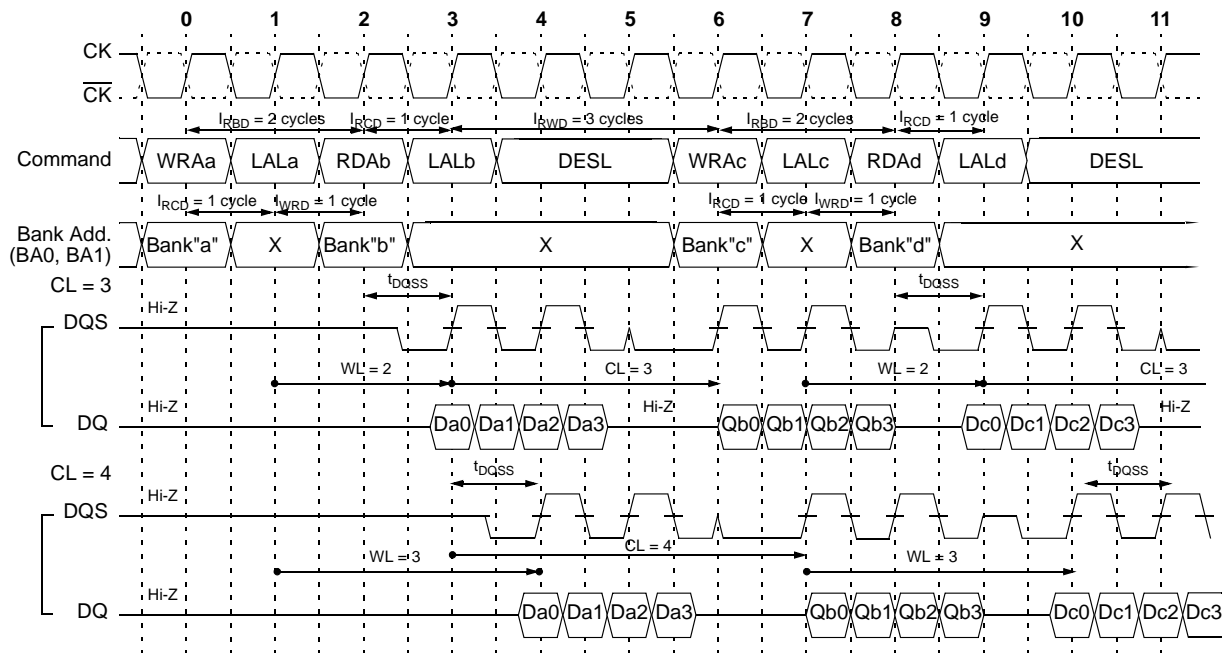 0 1 2 3 4 5 6 7 8 9 10 11
CK
CK
IRBD = 2 cycles IRCD = 1 cycle IRWD = 3 cycles IRBD = 2 cycles IRCD = 1 cycle
Command WRAa LALa RDAb LALb DESL WRAc LALc RDAd LALd DESL
IRCD = 1 cycle IWRD = 1 cycle IRCD = 1 cycle IWRD = 1 cycle
Bank Add.
(BA0, BA1)
Bank"a" X Bank"b" X Bank"c" X Bank"d" X
CL = 3
tDQSS tDQSS
Hi-Z
DQS
WL = 2 CL = 3 WL = 2 CL = 3
Hi-Z Hi-Z Hi-Z
DQ Da0 Da1 Da2 Da3 Qb0 Qb1 Qb2 Qb3 Dc0 Dc1 Dc2 Dc3
CL = 4
tDQSS tDQSS
Hi-Z
DQS
CL = 4
WL = 3 WL = 3
Hi-Z
DQ Da0 Da1 Da2 Da3 Qb0 Qb1 Qb2 Qb3 Dc0 Dc1 Dc2 Dc3